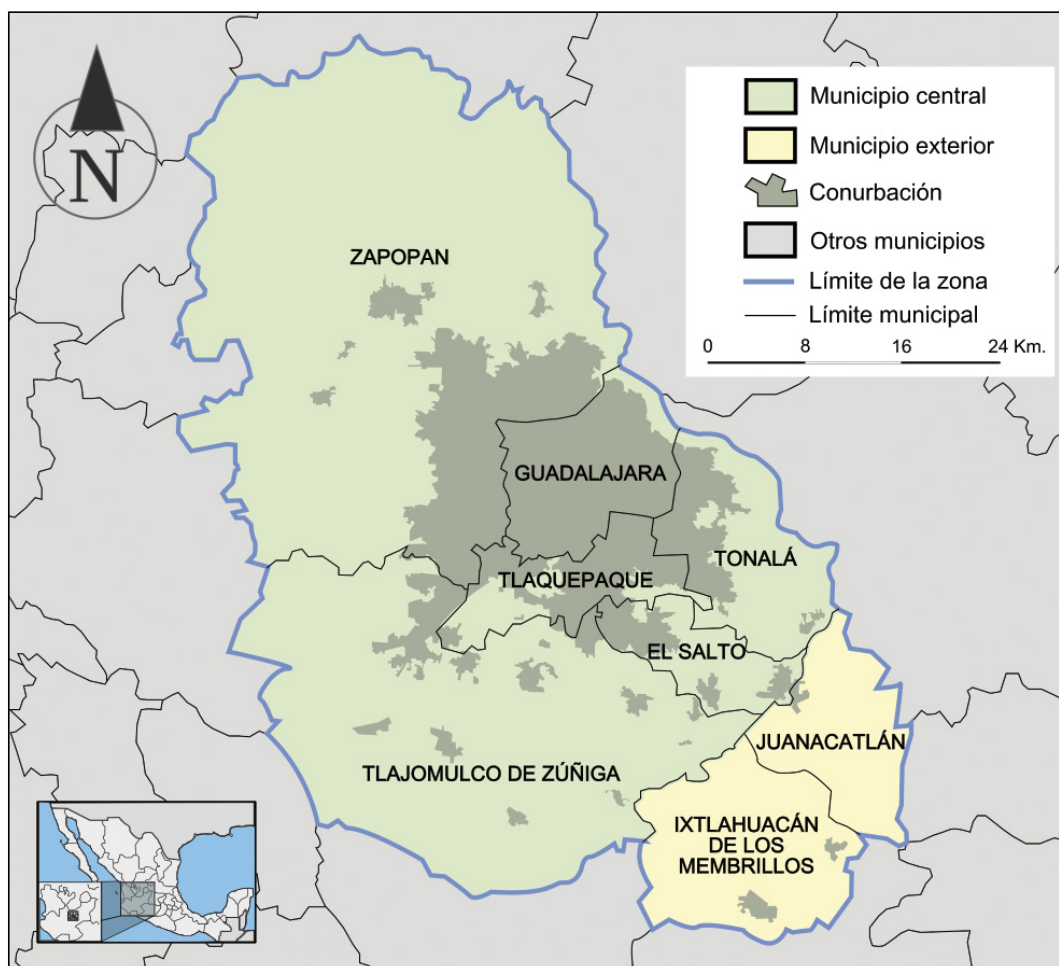 N
Municipio central
Municipio exterior
Conurbación
Otros municipios
Límite de la zona
Límite municipal
0 8 16 24 Km.
ZAPOPAN
GUADALAJARA
TONALÁ
TLAQUEPAQUE
EL SALTO
JUANACATLÁN
TLAJOMULCO DE ZÚÑIGA
IXTLAHUACÁN
DE LOS
MEMBRILLOS